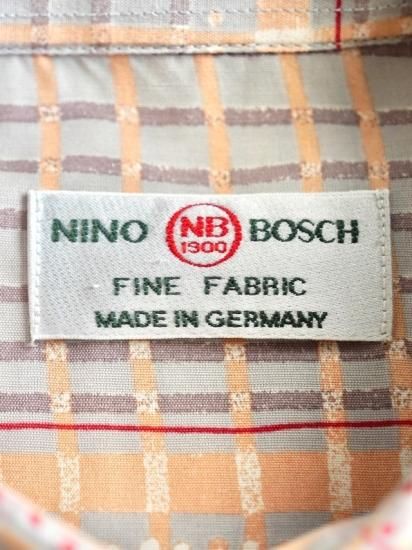 NINO NB BOSCH
1900
FINE FABRIC
MADE IN GERMANY